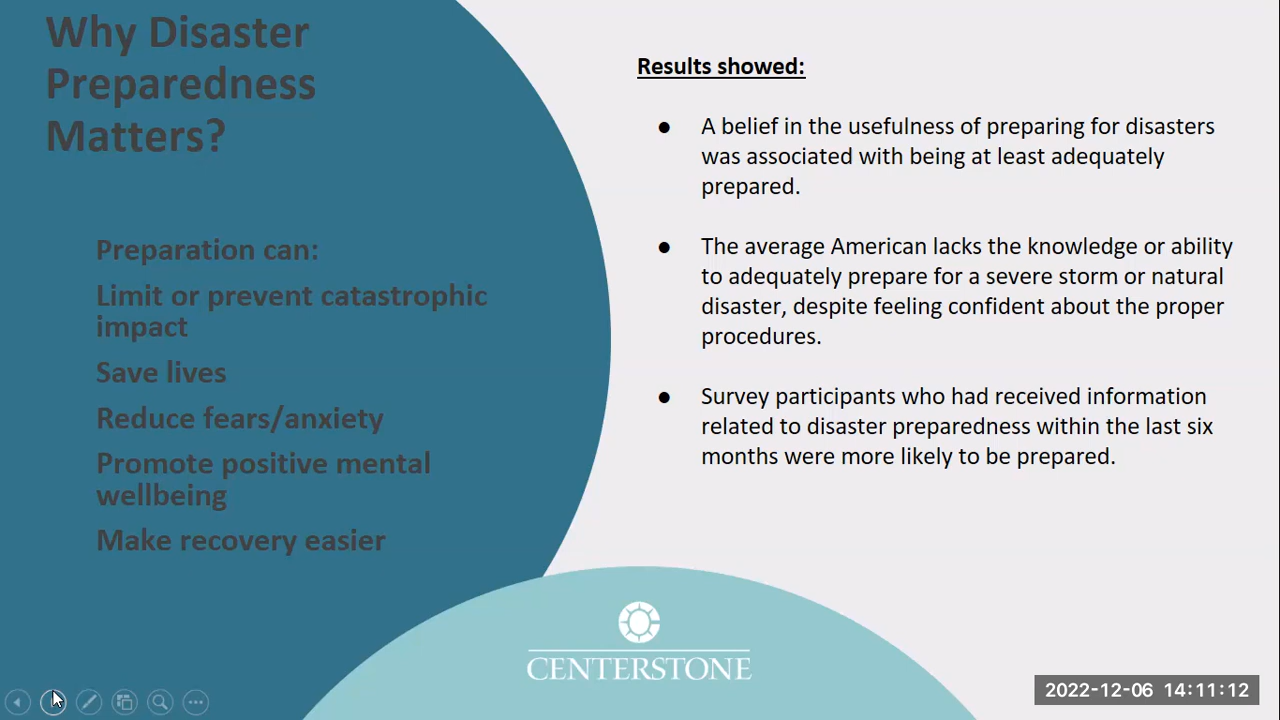 Why Disaster
Preparedness
Matters?
Preparation can:
Limit or prevent catastrophic
impact
Save lives
Reduce fears/anxiety
Promote positive mental
wellbeing
Make recovery easier
Results showed:
● A belief in the usefulness of preparing for disasters
was associated with being at least adequately
prepared.
● The average American lacks the knowledge or ability
to adequately prepare for a severe storm or natural
disaster, despite feeling confident about the proper
procedures.
● Survey participants who had received information
related to disaster preparedness within the last six
months were more likely to be prepared.
CENTERSTONE
2022-12-06 14:11:12